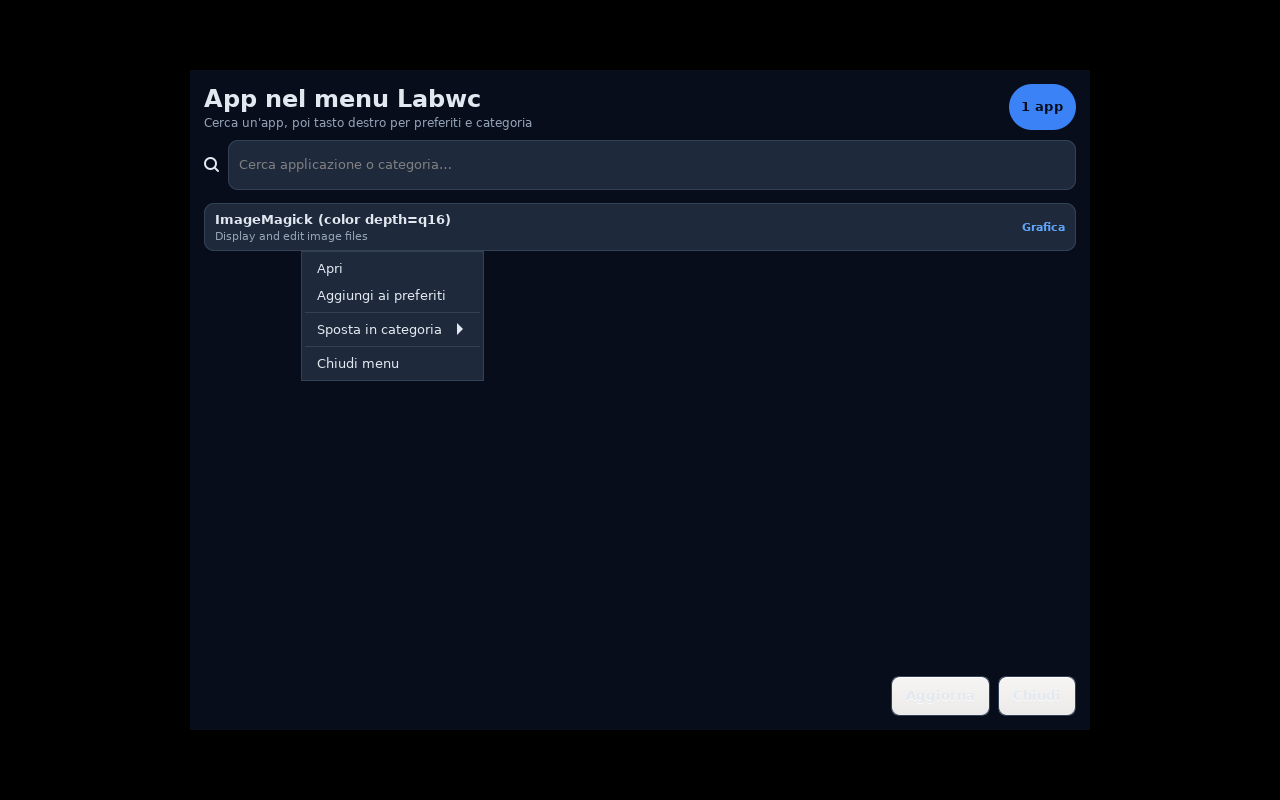 App nel menu Labwc
Cerca un'app, poi tasto destro per preferiti e categoria
1 app
Cerca applicazione o categoria...
ImageMagick (color depth=q16)
Display and edit image files
Grafica
Apri
Aggiungi ai preferiti
Sposta in categoria
Chiudi menu
Aggiorna
Chiudi